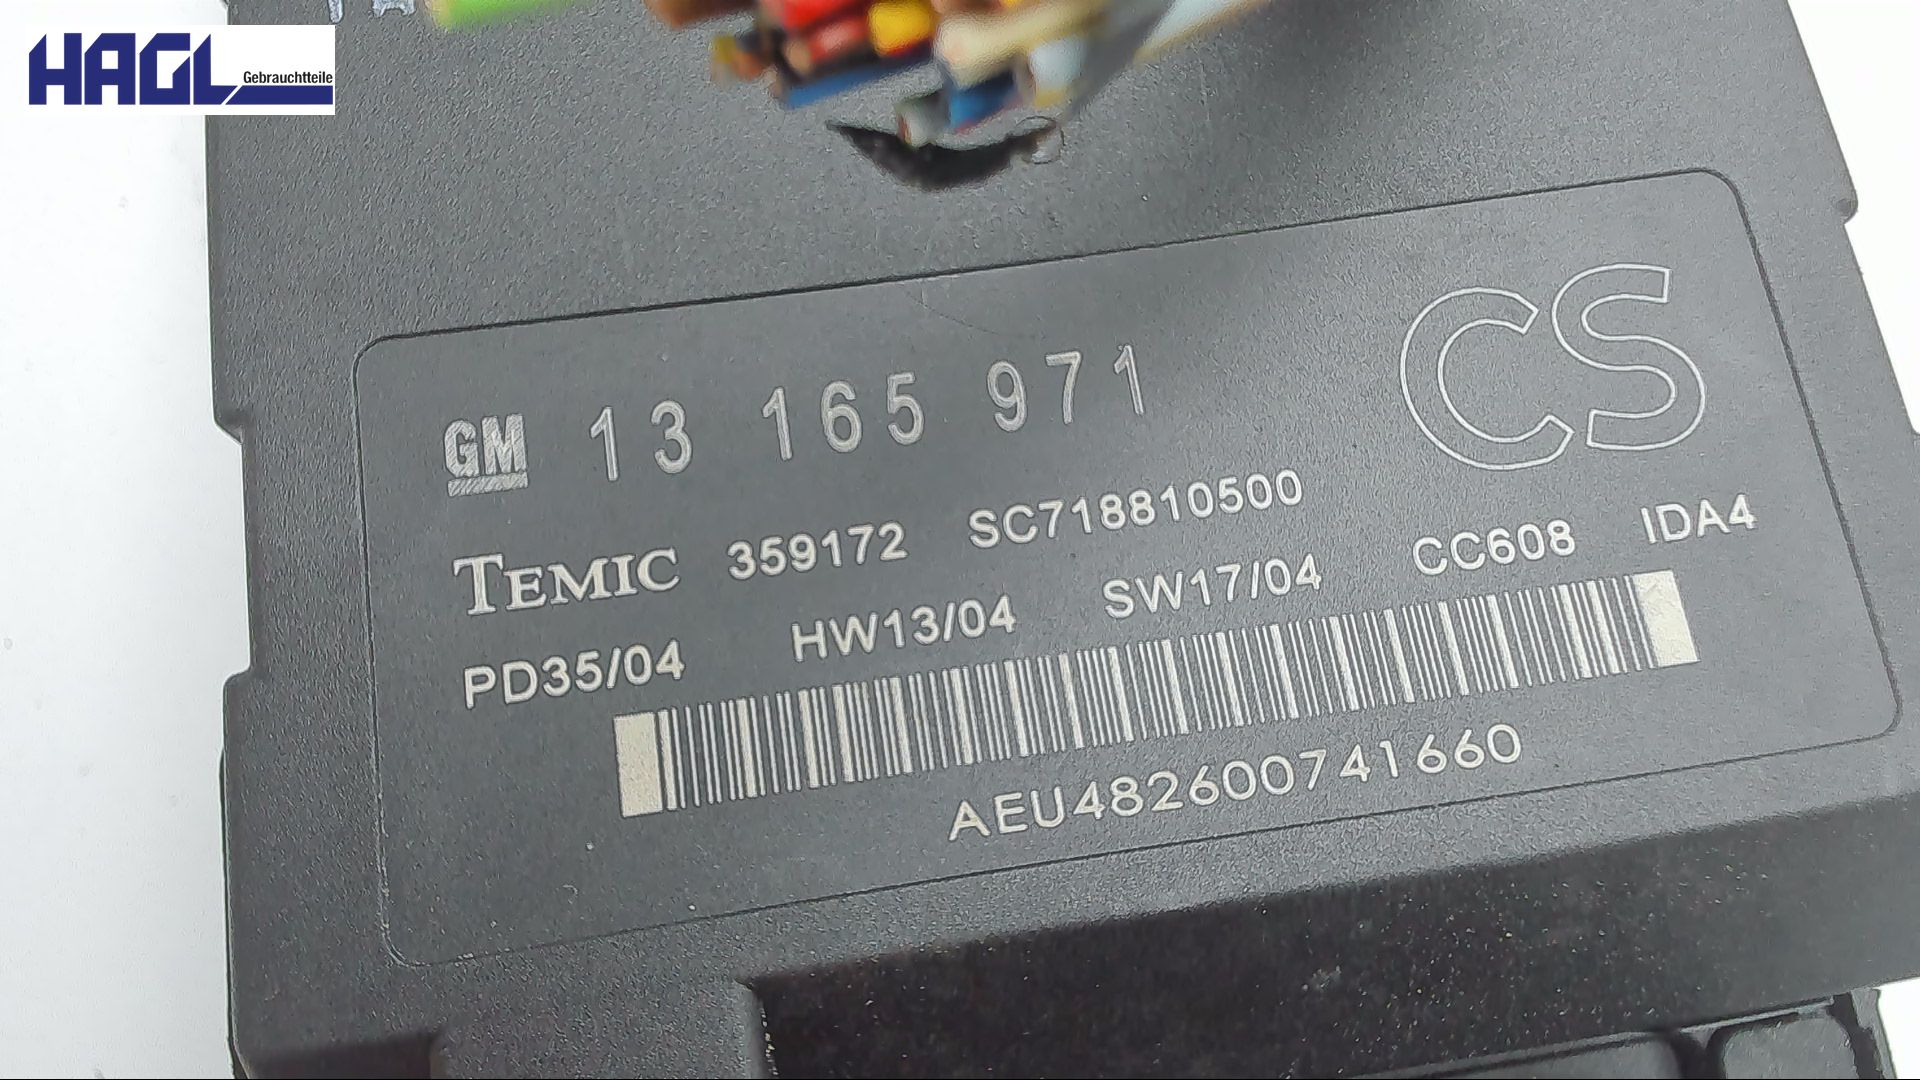 HAGL Gebrauchtteile
GM 13 165 971 CS
TEMIC 359172 SC718810500
PD35/04 HW13/04 SW17/04 CC608 IDA4
AEU482600741660